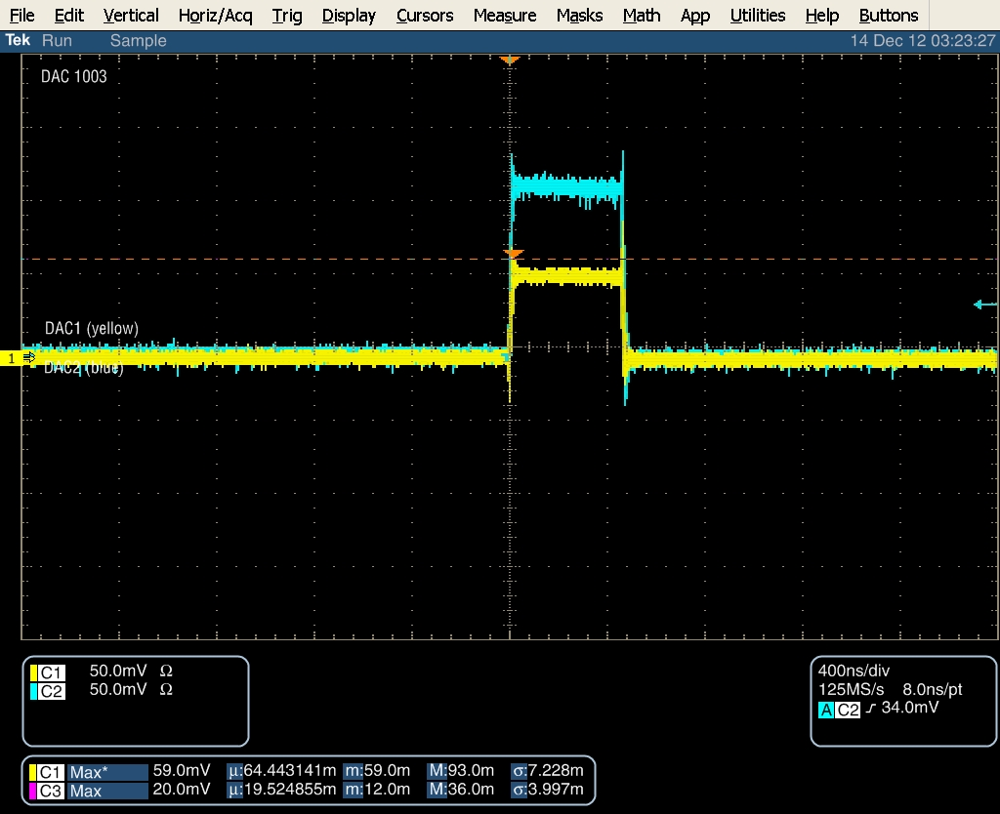 File Edit Vertical Horiz/Acq Trig Display Cursors Measure Masks Math App Utilities Help Buttons
Tek Run Sample 14 Dec 12 03:23:27
DAC 1003
DAC1 (yellow)
1
DAC2 (blue)
C1 50.0mV Ω
C2 50.0mV Ω
400ns/div
125MS/s 8.0ns/pt
A C2 34.0mV
C1 Max* 59.0mV µ:64.443141m m:59.0m M:93.0m σ:7.228m
C3 Max 20.0mV µ:19.524855m m:12.0m M:36.0m σ:3.997m